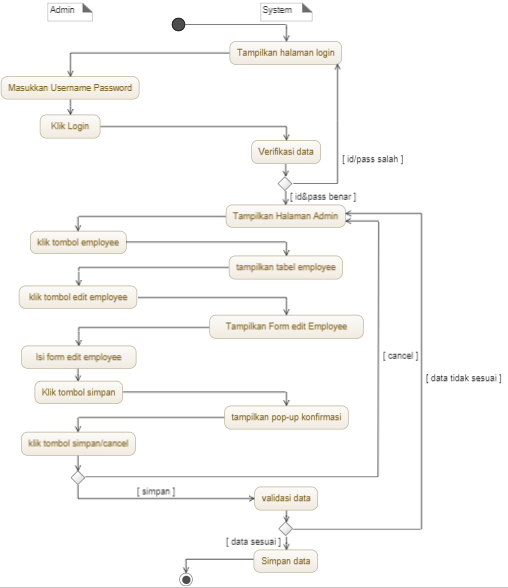 Admin
System
Tampilkan halaman login
Masukkan Username Password
Klik Login
Verifikasi data
[ id/pass salah ]
[ id&pass benar ]
Tampilkan Halaman Admin
klik tombol employee
tampilkan tabel employee
klik tombol edit employee
Tampilkan Form edit Employee
Isi form edit employee
[ cancel ]
[ data tidak sesuai ]
Klik tombol simpan
tampilkan pop-up konfirmasi
klik tombol simpan/cancel
[ simpan ]
validasi data
[ data sesuai ]
Simpan data